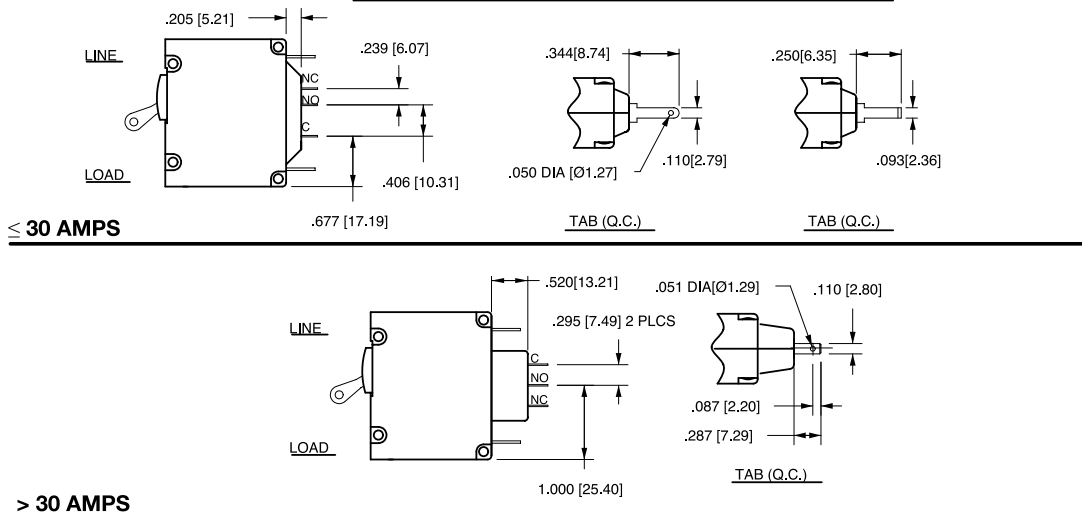 .205 [5.21]
LINE
.239 [6.07]
NC
NO
C
LOAD
.406 [10.31]
.677 [17.19]
.344[8.74]
.050 DIA [Ø1.27]
.110[2.79]
TAB (Q.C.)
.250[6.35]
.093[2.36]
TAB (Q.C.)
≤ 30 AMPS
.520[13.21]
LINE
.295 [7.49] 2 PLCS
C
NO
NC
LOAD
1.000 [25.40]
.051 DIA[Ø1.29]
.110 [2.80]
.087 [2.20]
.287 [7.29]
TAB (Q.C.)
> 30 AMPS